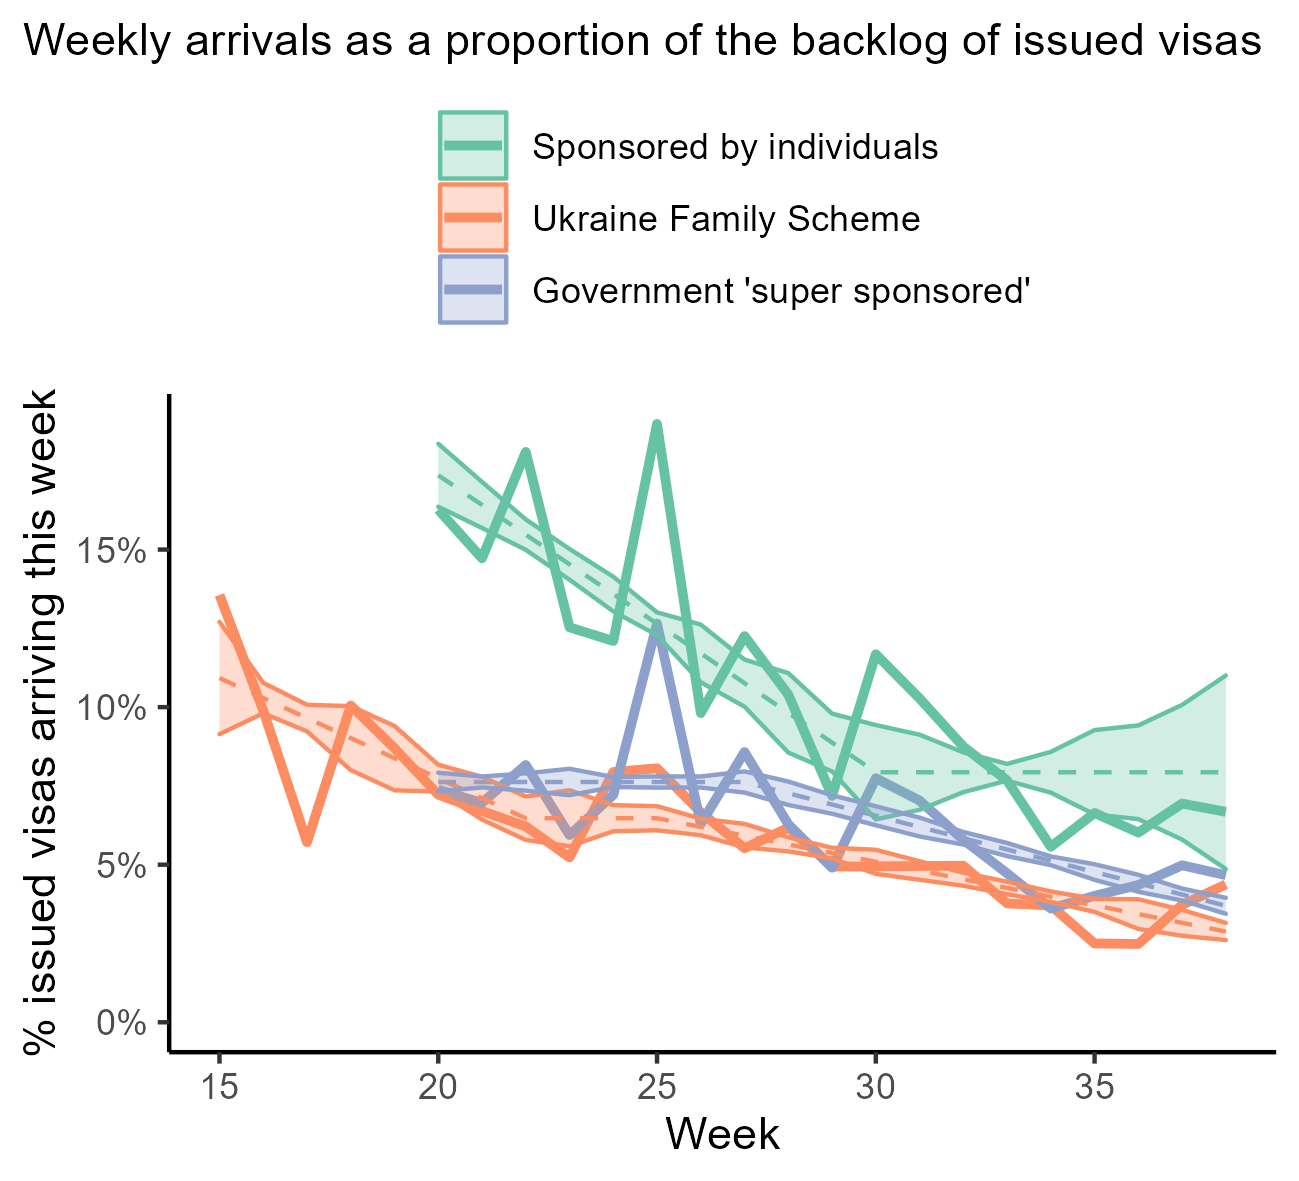 Weekly arrivals as a proportion of the backlog of issued visas
Sponsored by individuals
Ukraine Family Scheme
Government 'super sponsored'
% issued visas arriving this week
15%
10%
5%
0%
15 20 25 30 35
Week